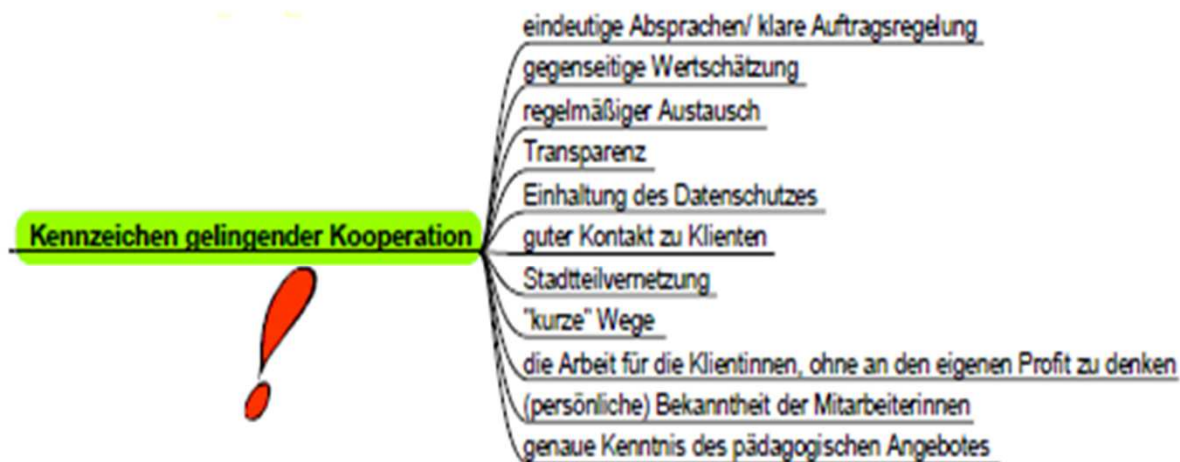 eindeutige Absprachen/ klare Auftragsregelung
gegenseitige Wertschätzung
regelmäßiger Austausch
Transparenz
Einhaltung des Datenschutzes
Kennzeichen gelingender Kooperation
guter Kontakt zu Klienten
Stadtteilvernetzung
"kurze" Wege
die Arbeit für die Klientinnen, ohne an den eigenen Profit zu denken
(persönliche) Bekanntheit der Mitarbeiterinnen
genaue Kenntnis des pädagogischen Angebotes